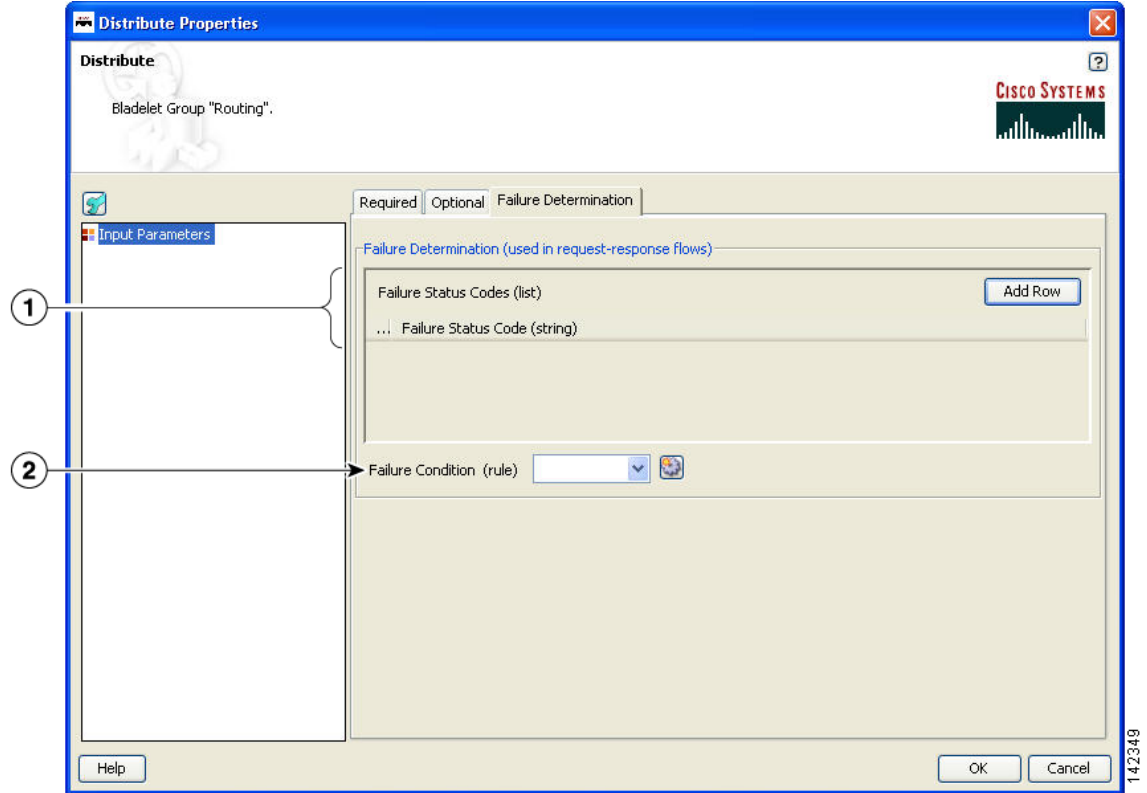 Distribute Properties
Distribute
?
Bladelet Group "Routing".
CISCO SYSTEMS
Required Optional Failure Determination
Input Parameters
Failure Determination (used in request-response flows)
1
Failure Status Codes (list) Add Row
... Failure Status Code (string)
2
Failure Condition (rule)
Help OK Cancel
142349